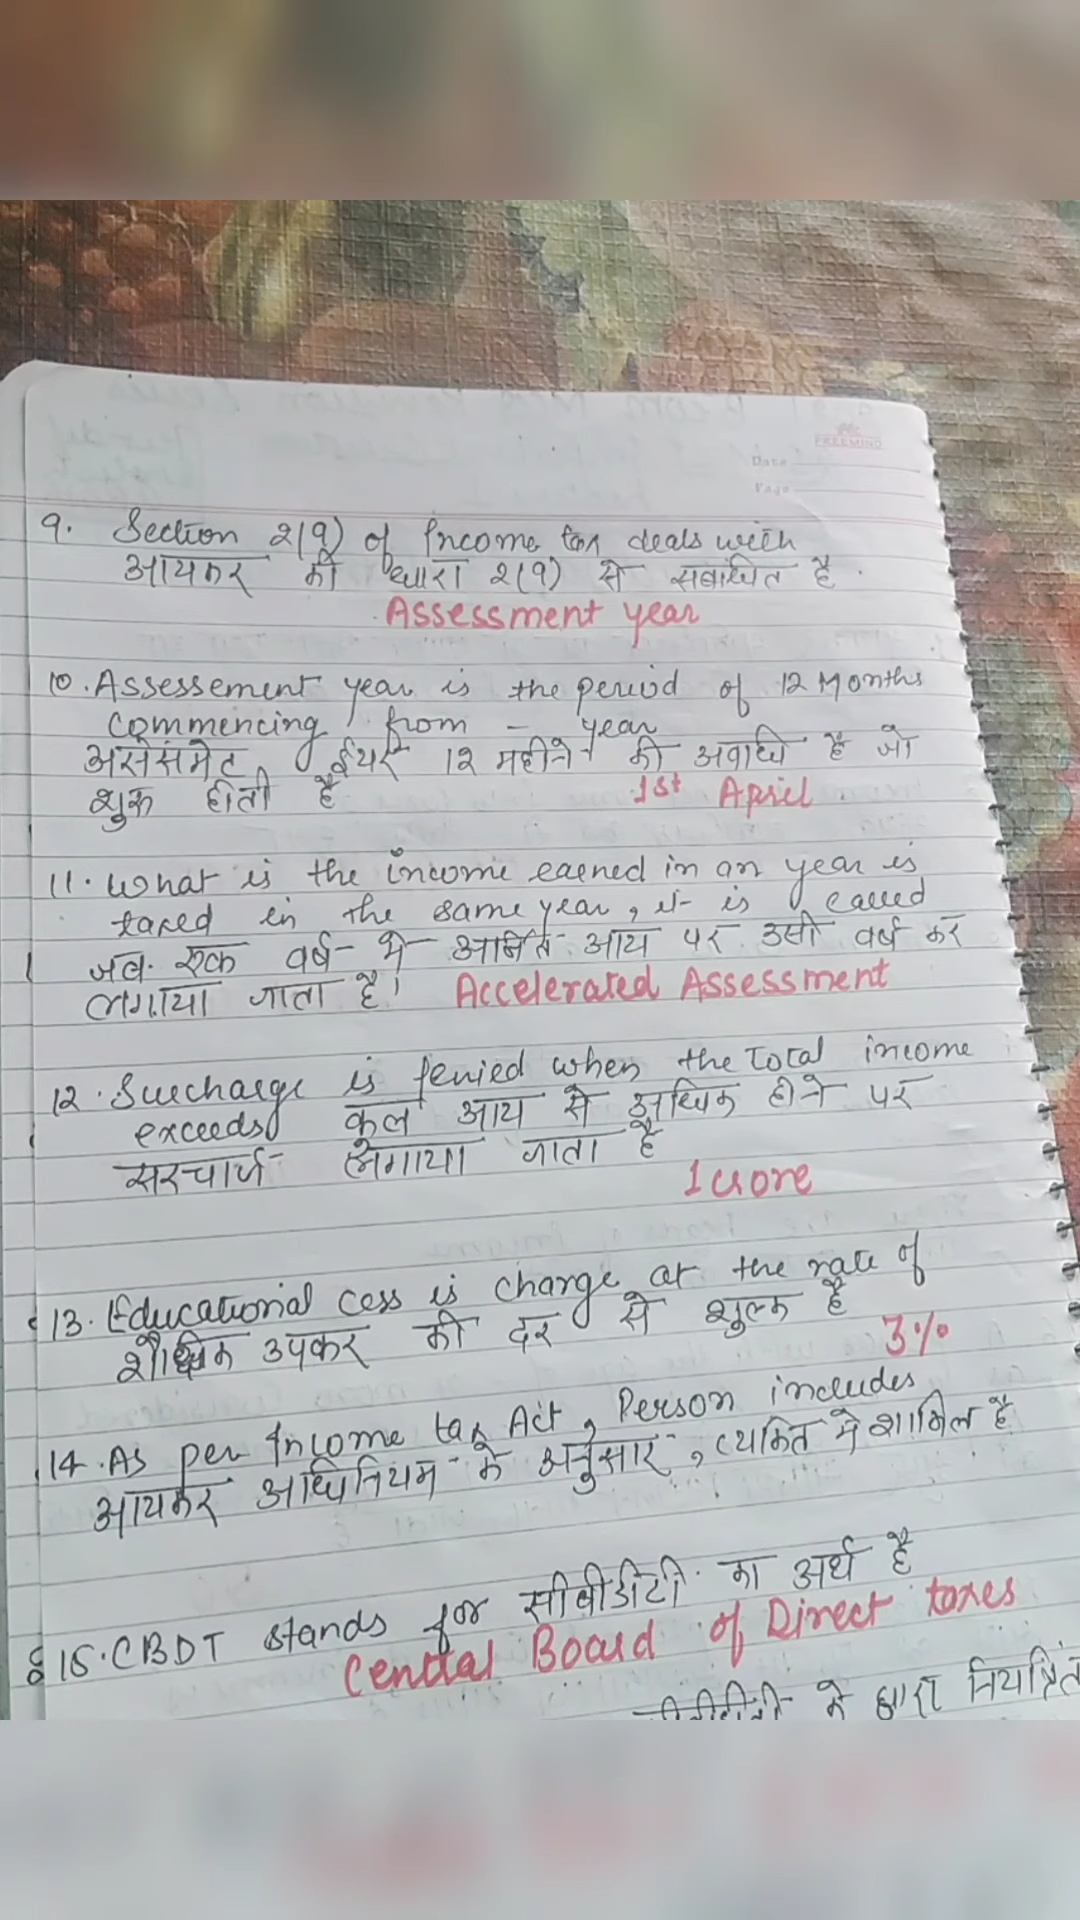 FREEMIND
Date
Page
9. Section 2(9) of Income tax deals with
आयकर की धारा 2(9) से सबंधित है.
Assessment year
10. Assessement year is the period of 12 Months
Commencing from - year
असेसमेट ईयर 12 महीने की अवधि है जो
शुरू होती है
1st April
11. What is the income earned in an year is
taxed in the same year, it is called
जब एक वर्ष मे अर्जित आय पर उसी वर्ष कर
लगाया जाता है।
Accelerated Assessment
12. Surcharge is levied when the Total income
exceeds कुल आय से अधिक होने पर
सरचार्ज लगाया जाता है
1 crore
13. Educational cess is charge at the rate of
शैक्षिक उपकर की दर से शुल्क है
3%
14. As per Income tax Act, Person includes
आयकर अधिनियम के अनुसार, व्यक्ति मे शामिल है
15. CBDT stands for सीबीडीटी का अर्थ है
Central Board of Direct taxes
के द्वारा नियंत्रित